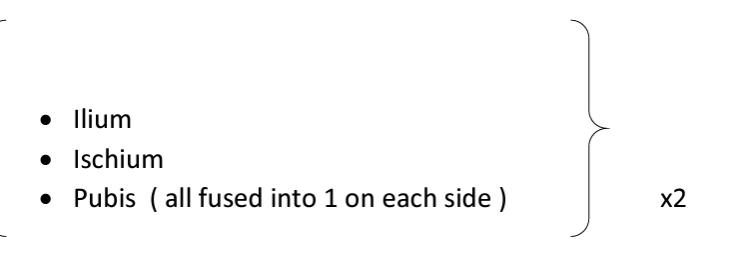 • Ilium
• Ischium
• Pubis ( all fused into 1 on each side ) x2